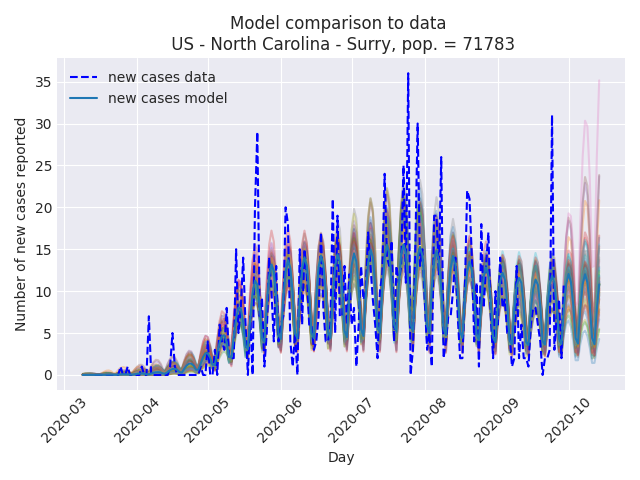 Model comparison to data
US - North Carolina - Surry, pop. = 71783
new cases data
new cases model
Number of new cases reported
35
30
25
20
15
10
5
0
2020-03
2020-04
2020-05
2020-06
2020-07
2020-08
2020-09
2020-10
Day